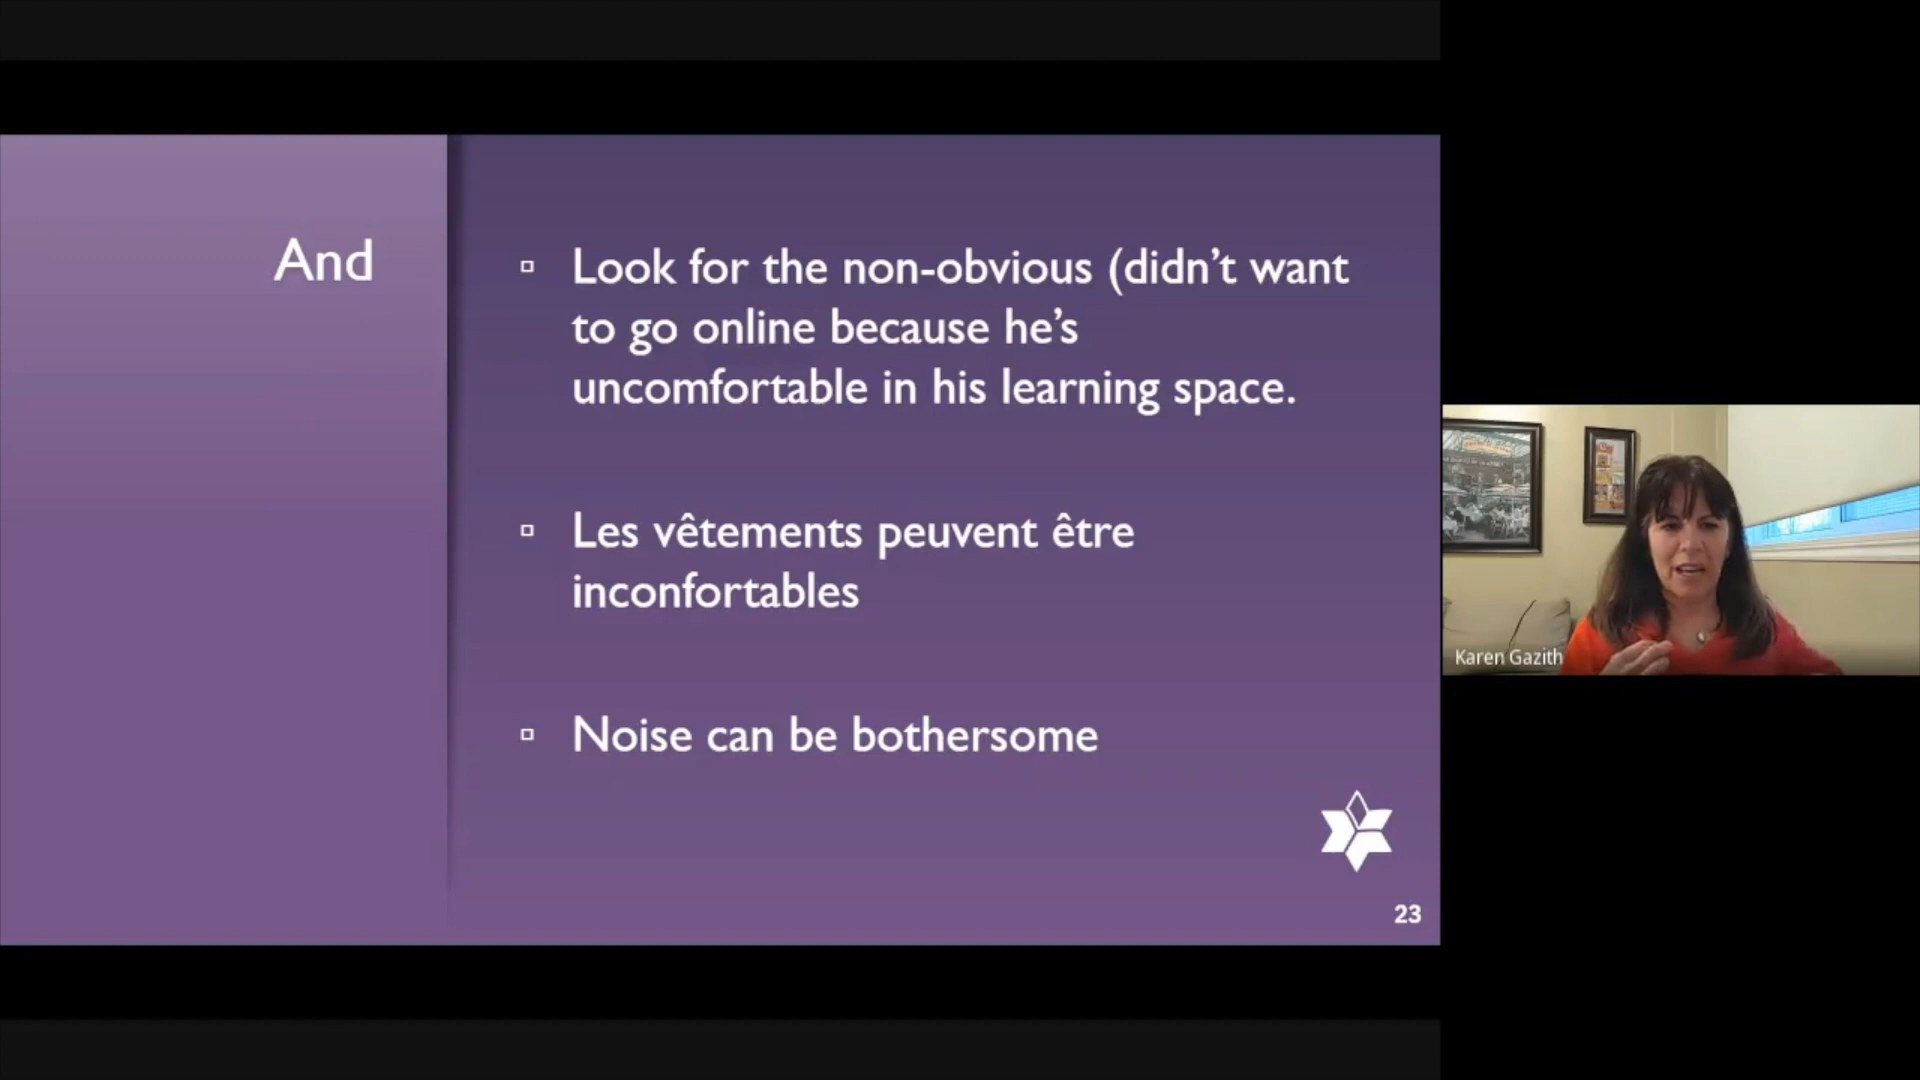 And
Look for the non-obvious (didn’t want
to go online because he’s
uncomfortable in his learning space.
Les vêtements peuvent être
inconfortables
Noise can be bothersome
23
Karen Gazith